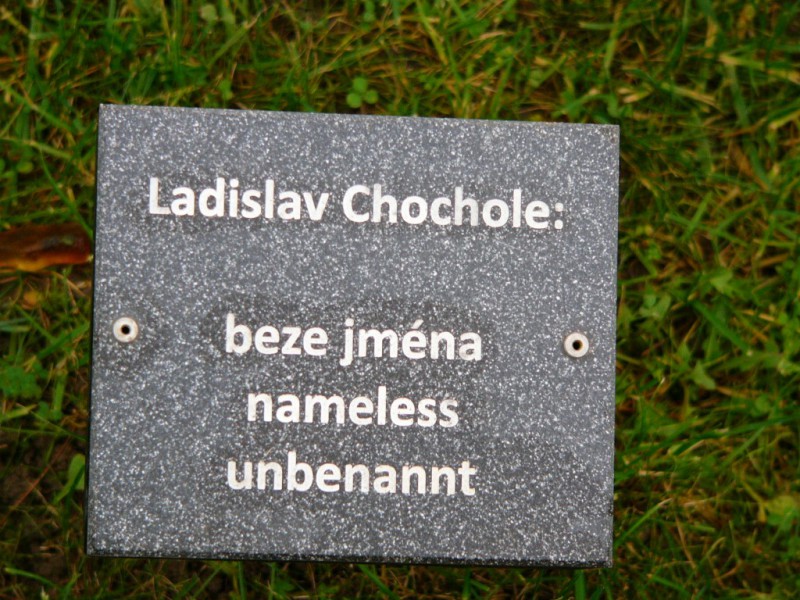 Ladislav Chochole:
beze jména
nameless
unbenannt